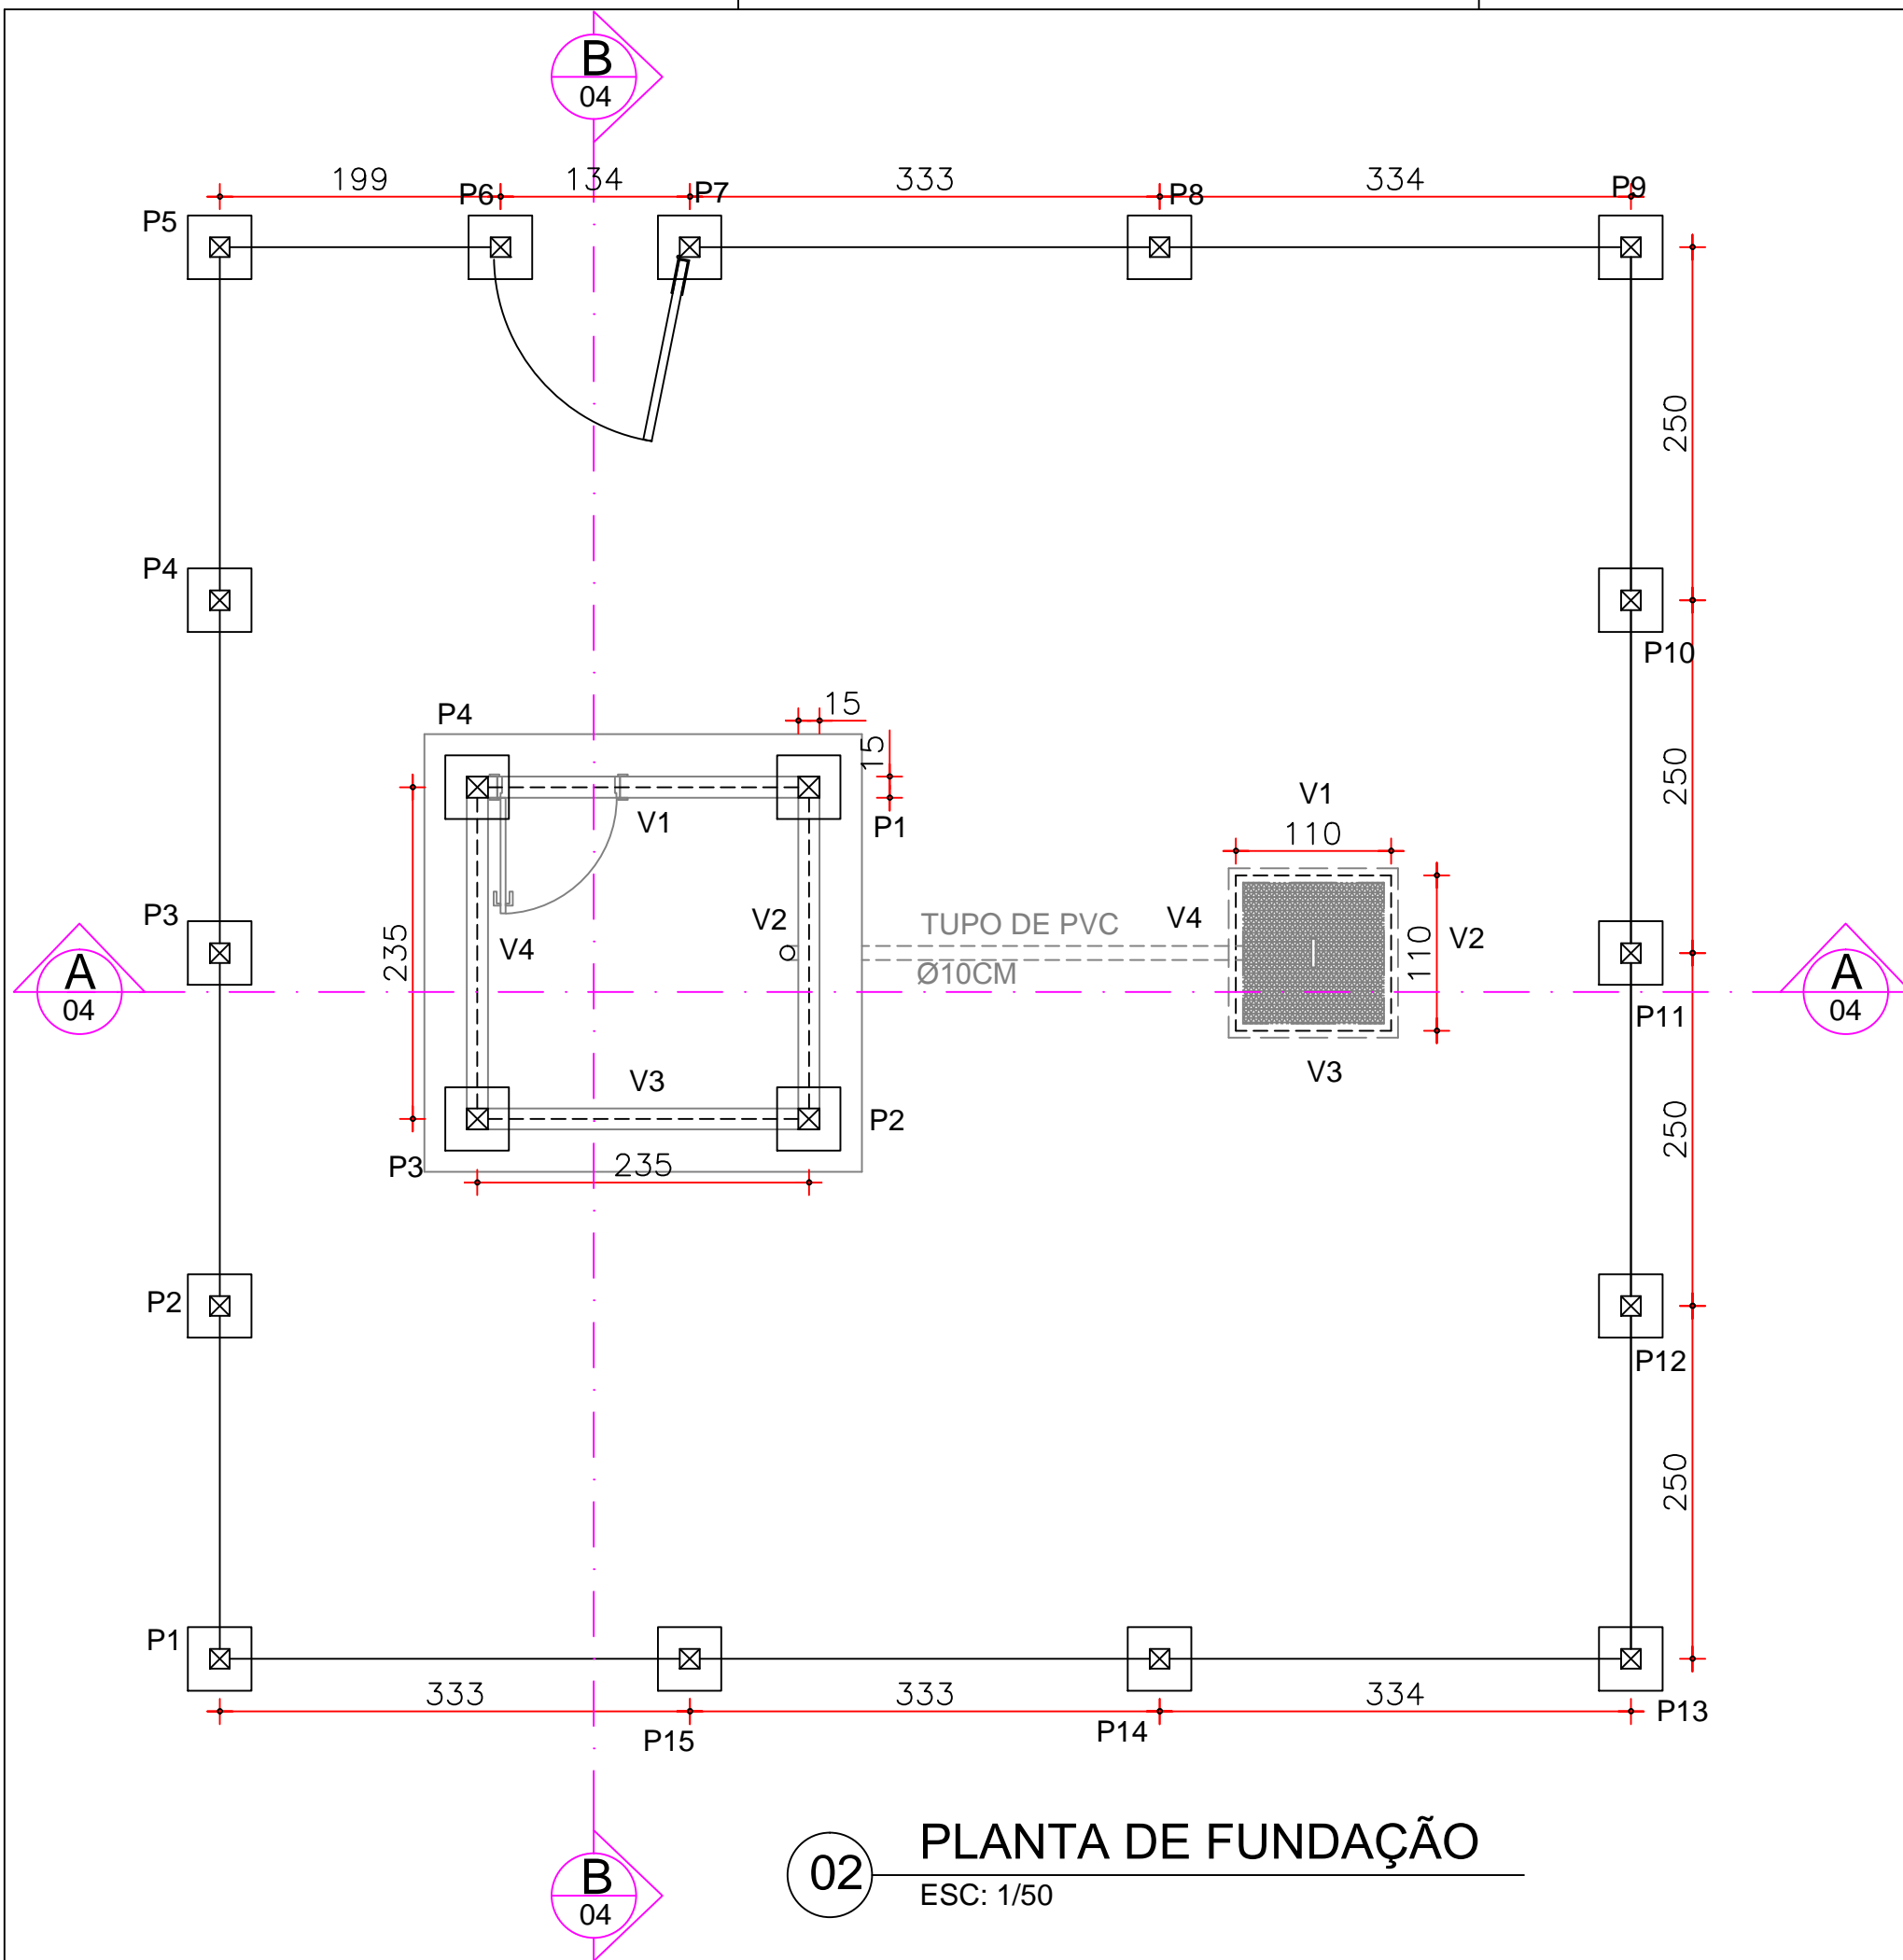 B
04
199
134
333
334
P5
P6
P7
P8
P9
250
P4
P10
250
P4
15
15
V1
P1
V1
110
P3
V2
TUPO DE PVC
V4
110
V2
235
V4
Ø10CM
A
04
A
04
P11
V3
V3
P2
250
P3
235
P2
P12
250
P1
333
333
334
P15
P14
P13
02
PLANTA DE FUNDAÇÃO
ESC: 1/50
B
04